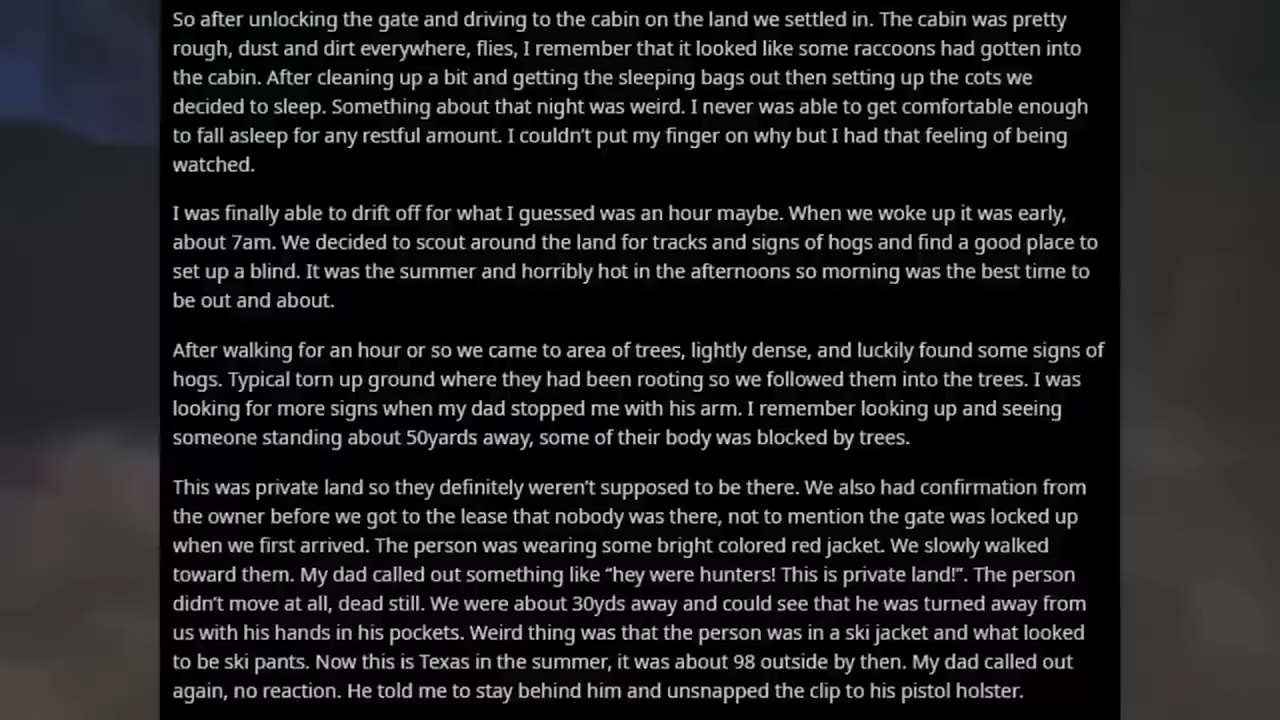 So after unlocking the gate and driving to the cabin on the land we settled in. The cabin was pretty
rough, dust and dirt everywhere, flies, I remember that it looked like some raccoons had gotten into
the cabin. After cleaning up a bit and getting the sleeping bags out then setting up the cots we
decided to sleep. Something about that night was weird. I never was able to get comfortable enough
to fall asleep for any restful amount. I couldn't put my finger on why but I had that feeling of being
watched.
I was finally able to drift off for what I guessed was an hour maybe. When we woke up it was early,
about 7am. We decided to scout around the land for tracks and signs of hogs and find a good place to
set up a blind. It was the summer and horribly hot in the afternoons so morning was the best time to
be out and about.
After walking for an hour or so we came to area of trees, lightly dense, and luckily found some signs of
hogs. Typical torn up ground where they had been rooting so we followed them into the trees. I was
looking for more signs when my dad stopped me with his arm. I remember looking up and seeing
someone standing about 50yards away, some of their body was blocked by trees.
This was private land so they definitely weren't supposed to be there. We also had confirmation from
the owner before we got to the lease that nobody was there, not to mention the gate was locked up
when we first arrived. The person was wearing some bright colored red jacket. We slowly walked
toward them. My dad called out something like “hey were hunters! This is private land!”. The person
didn't move at all, dead still. We were about 30yds away and could see that he was turned away from
us with his hands in his pockets. Weird thing was that the person was in a ski jacket and what looked
to be ski pants. Now this is Texas in the summer, it was about 98 outside by then. My dad called out
again, no reaction. He told me to stay behind him and unsnapped the clip to his pistol holster.